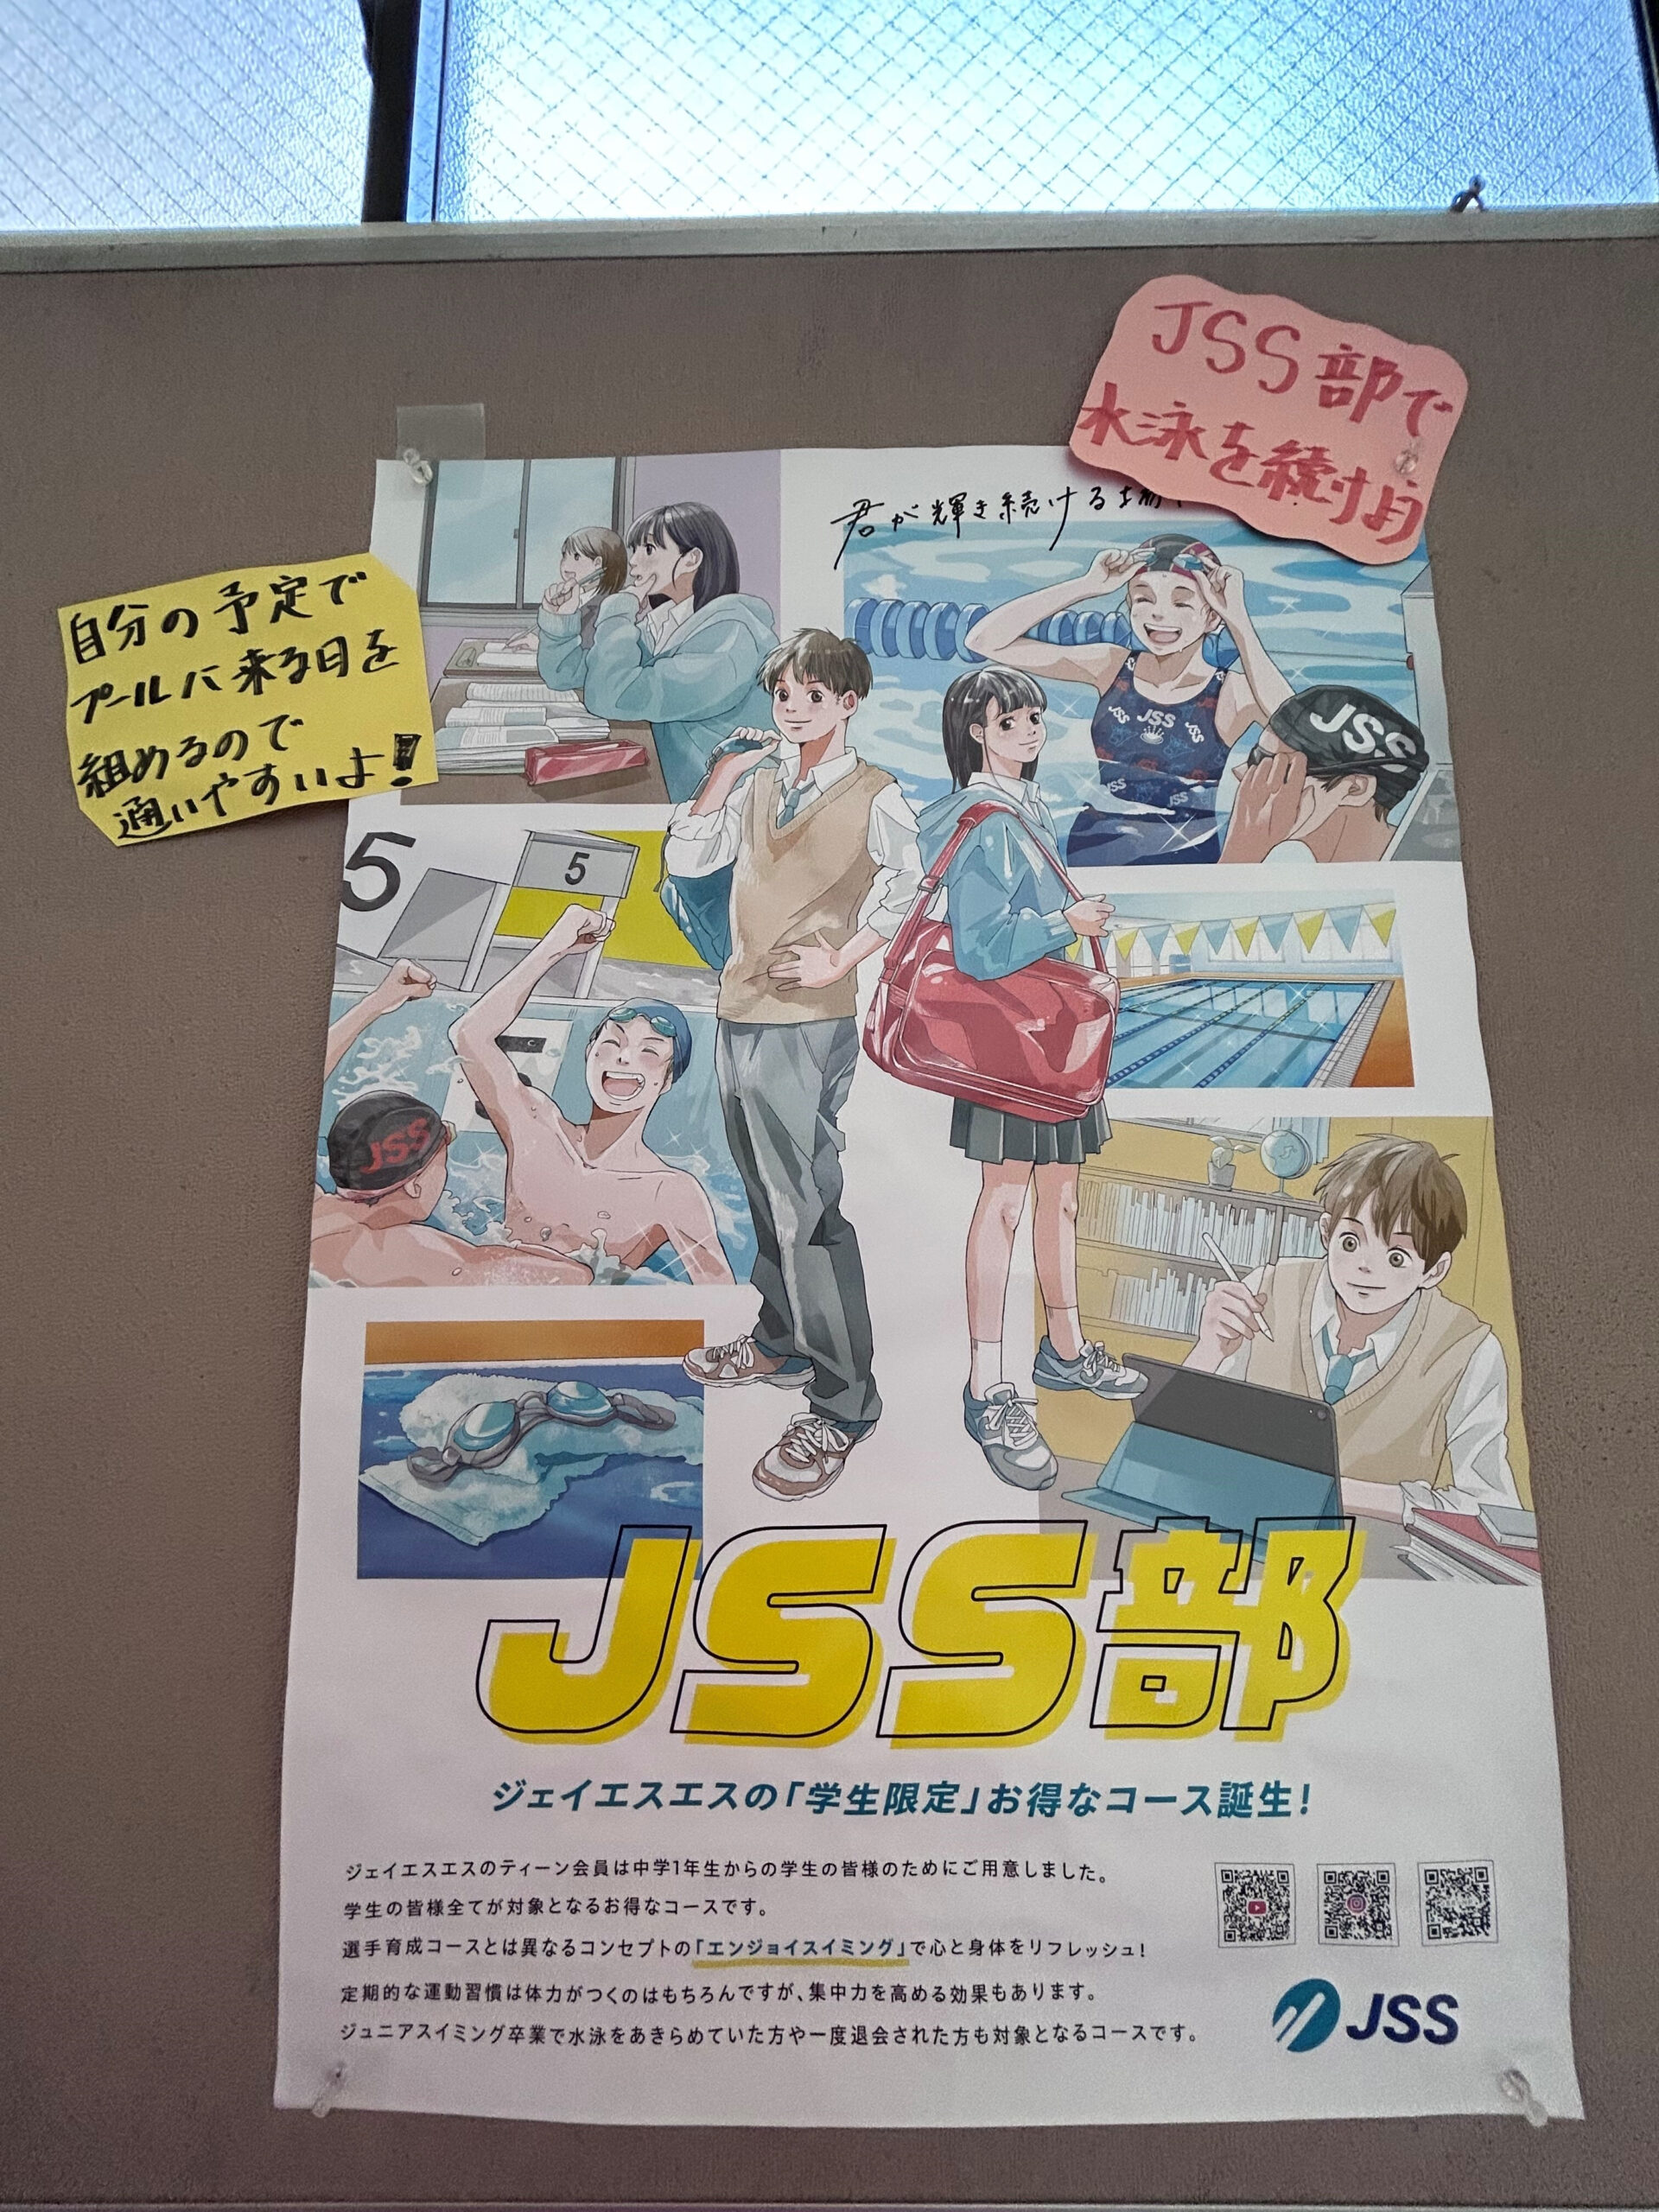 JSS部で
水泳を続けよう
君が輝き続ける場所
自分の予定で
プールに来る日を
組めるので
通いやすいよ!
JSS
JSS
JSS
JSS
JSS
5
5
JSS
JSS部
ジェイエスエスの「学生限定」お得なコース誕生!
ジェイエスエスのティーン会員は中学1年生からの学生の皆様のためにご用意しました。
学生の皆様全てが対象となるお得なコースです。
選手育成コースとは異なるコンセプトの「エンジョイスイミング」で心と身体をリフレッシュ!
定期的な運動習慣は体力がつくのはもちろんですが、集中力を高める効果もあります。
ジュニアスイミング卒業で水泳をあきらめていた方や一度退会された方も対象となるコースです。
JSS